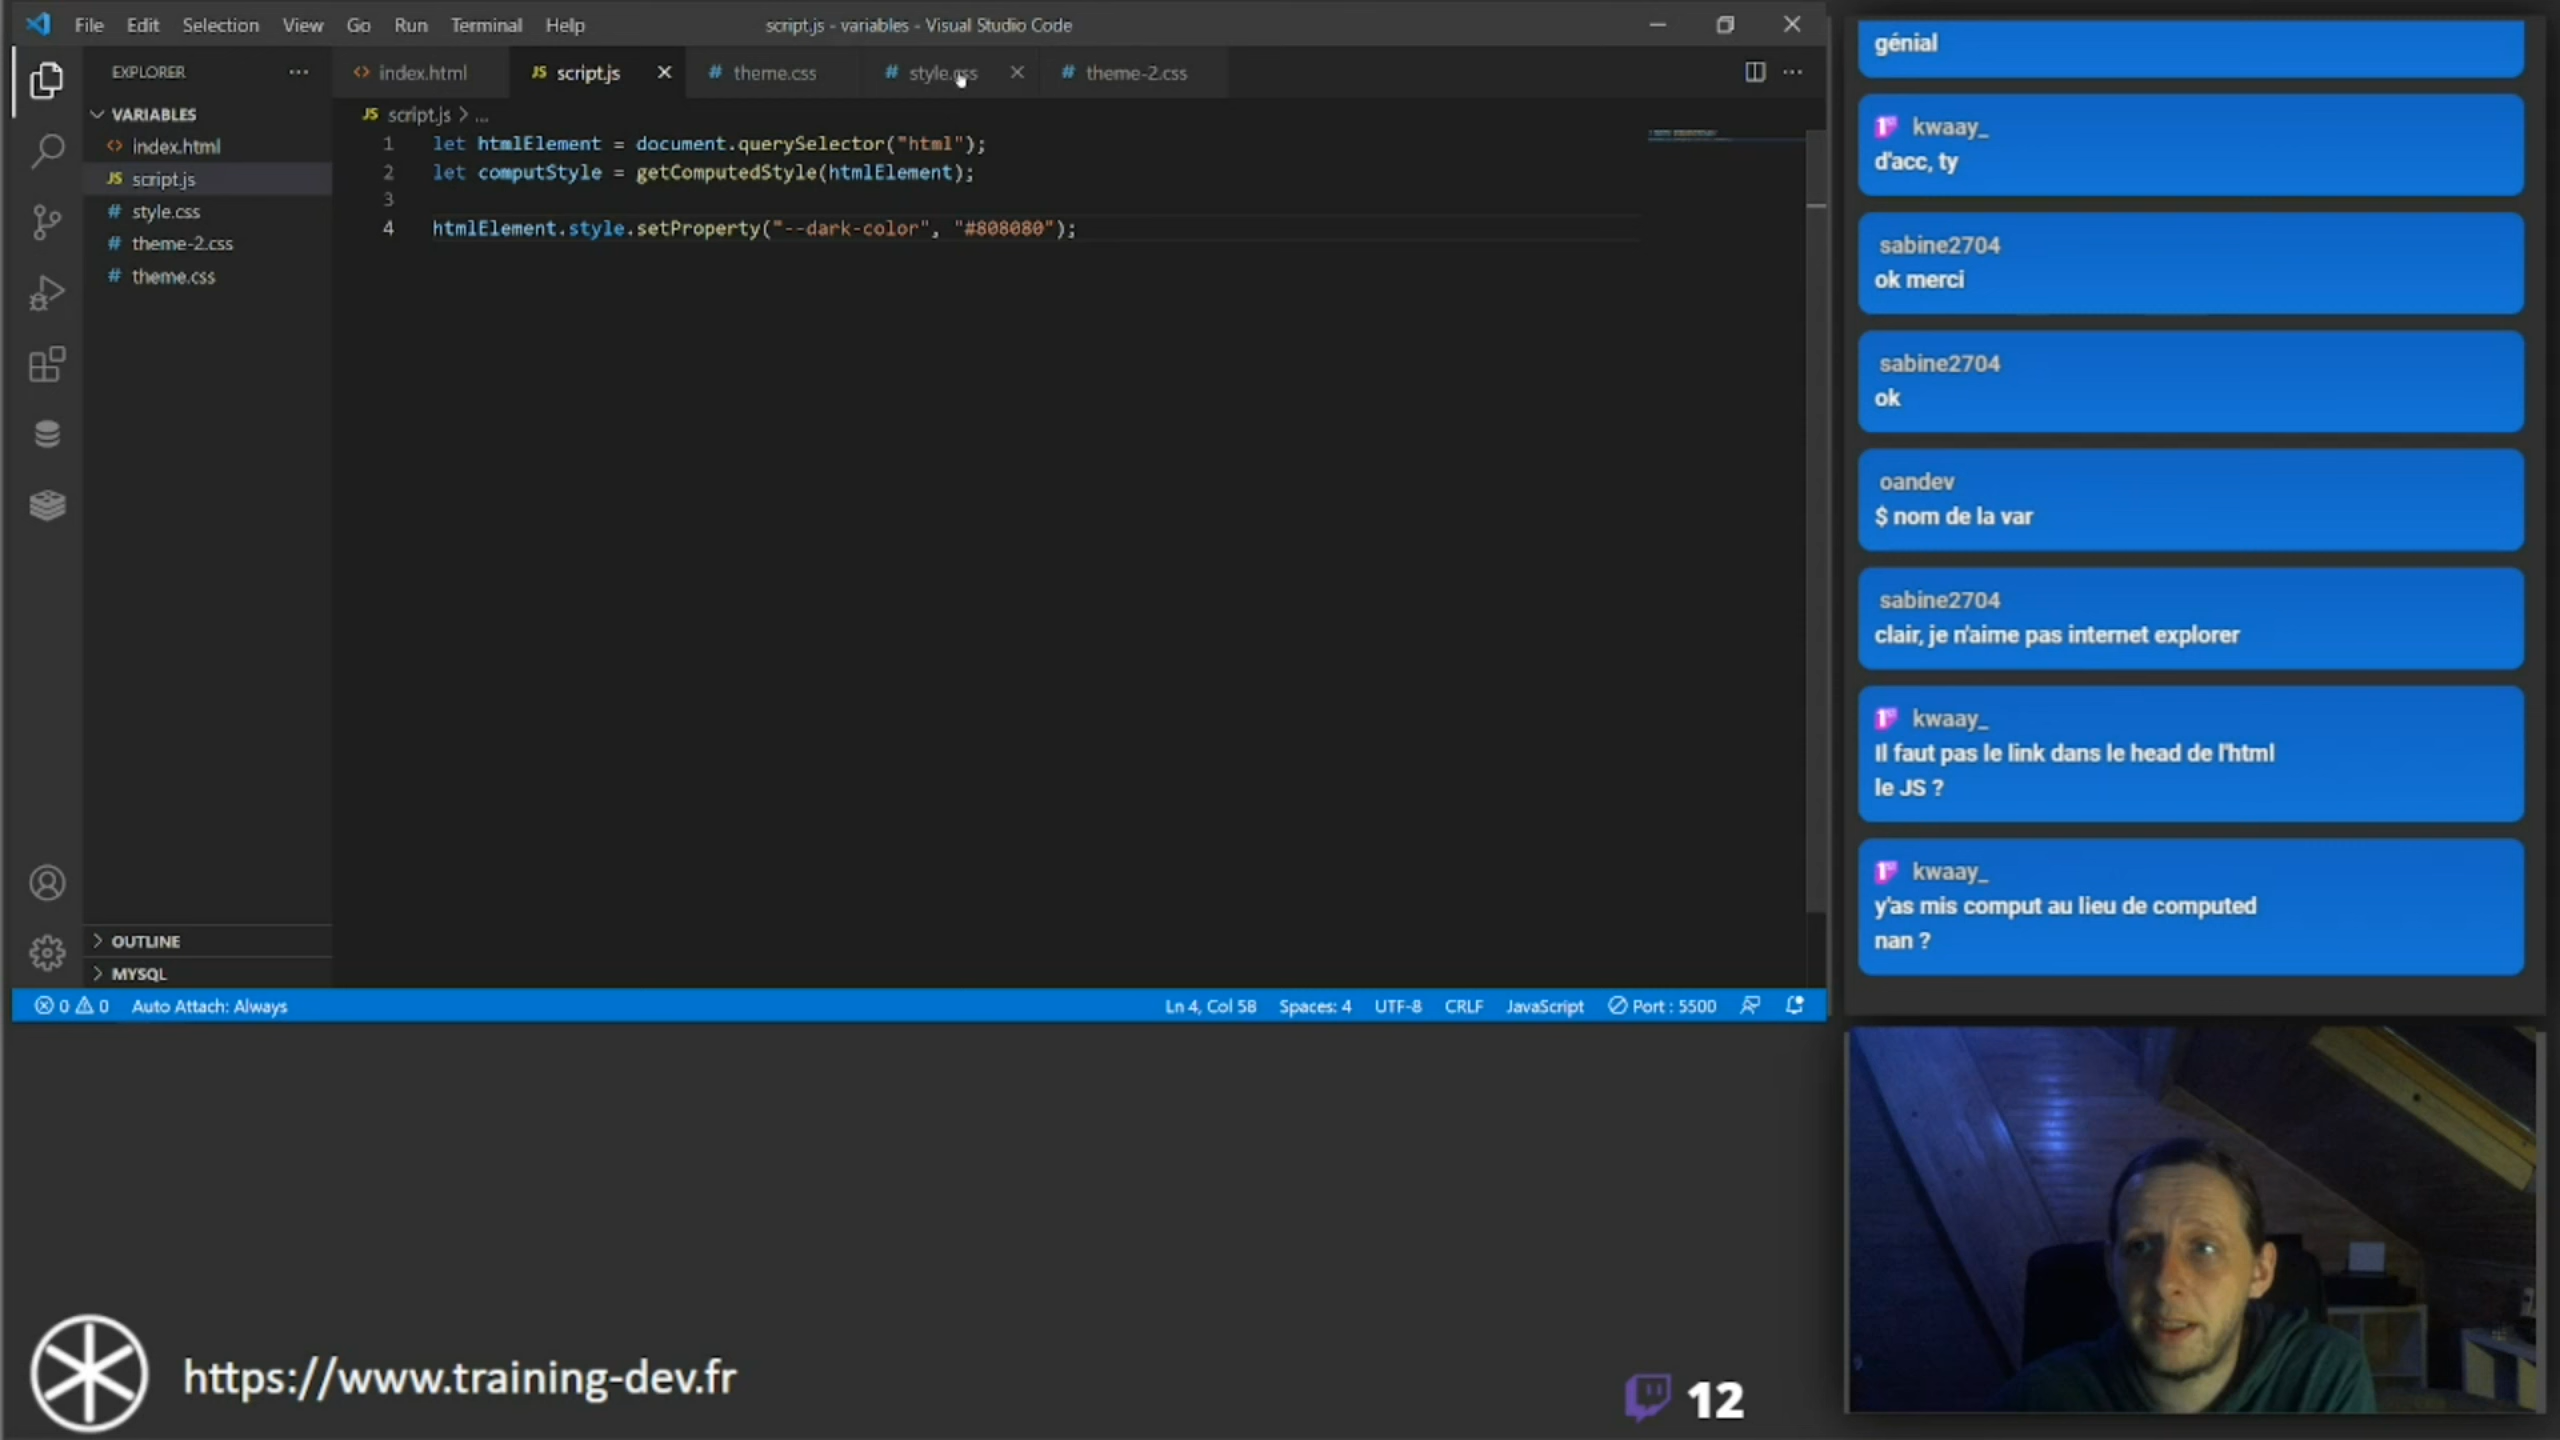 File Edit Selection View Go Run Terminal Help
script.js - variables - Visual Studio Code
EXPLORER ...
index.html
JS script.js
# theme.css
# style.css
# theme-2.css
VARIABLES
<> index.html
JS script.js
# style.css
# theme-2.css
# theme.css
JS script.js > ...
1 let htmlElement = document.querySelector("html");
2 let computStyle = getComputedStyle(htmlElement);
3
4 htmlElement.style.setProperty("--dark-color", "#808080");
OUTLINE
MYSQL
0 0 Auto Attach: Always
Ln 4, Col 58 Spaces: 4 UTF-8 CRLF JavaScript Port : 5500
génial
kwaay_
d'acc, ty
sabine2704
ok merci
sabine2704
ok
oandev
$ nom de la var
sabine2704
clair, je n'aime pas internet explorer
kwaay_
Il faut pas le link dans le head de l'html
le JS ?
kwaay_
y'as mis comput au lieu de computed
nan ?
https://www.training-dev.fr
12